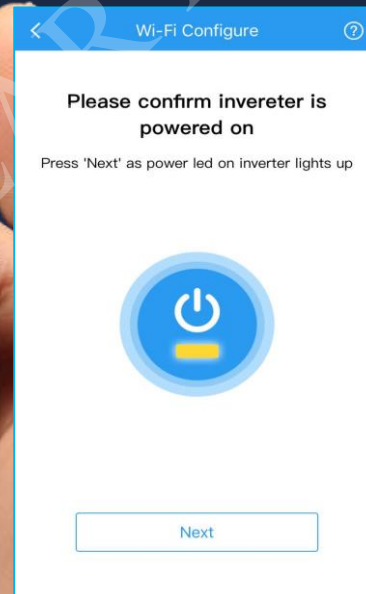 Wi-Fi Configure
?
Please confirm invereter is
powered on
Press 'Next' as power led on inverter lights up
Next